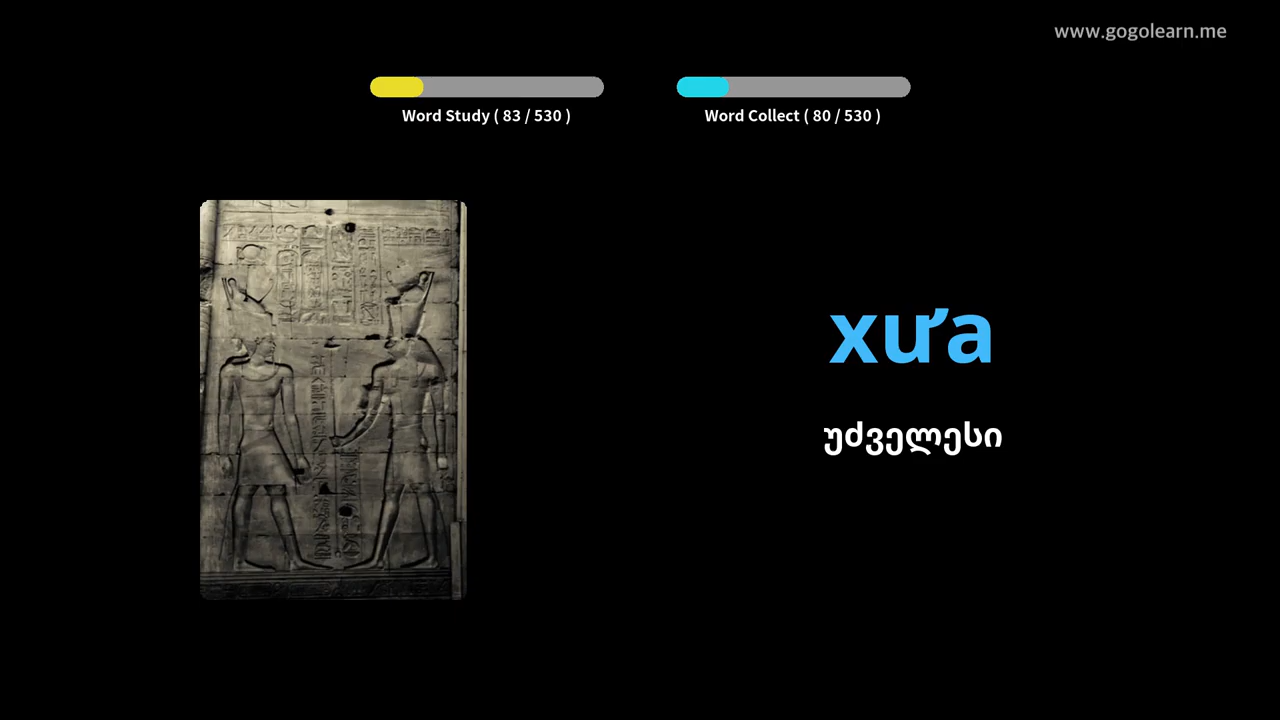 www.gogolearn.me
Word Study ( 83 / 530 )
Word Collect ( 80 / 530 )
xưa
უძველესი